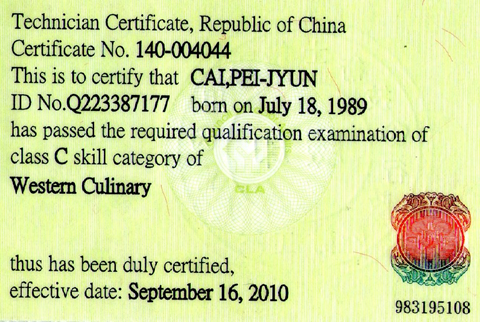 Technician Certificate, Republic of China
Certificate No. 140-004044
This is to certify that CAI,PEI-JYUN
ID No.Q223387177 born on July 18, 1989
has passed the required qualification examination of
class C skill category of
Western Culinary
CLA
thus has been duly certified,
effective date: September 16, 2010
983195108